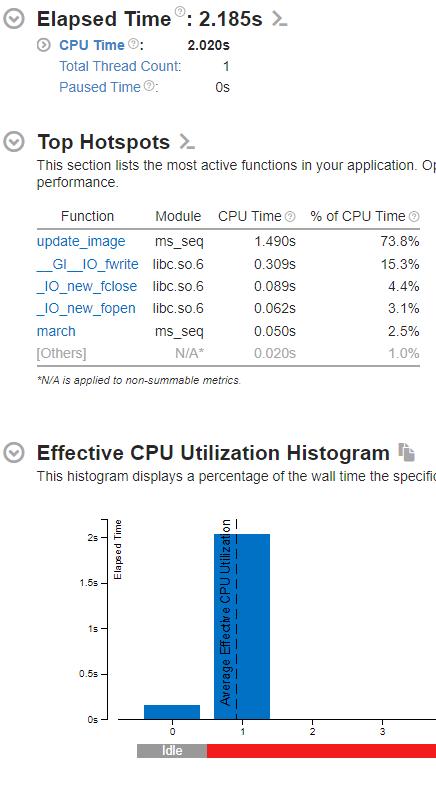 Elapsed Time ?: 2.185s
CPU Time ?: 2.020s
Total Thread Count: 1
Paused Time ?: 0s
Top Hotspots
This section lists the most active functions in your application. Op
performance.
Function Module CPU Time ? % of CPU Time ?
update_image ms_seq 1.490s 73.8%
__GI__IO_fwrite libc.so.6 0.309s 15.3%
_IO_new_fclose libc.so.6 0.089s 4.4%
_IO_new_fopen libc.so.6 0.062s 3.1%
march ms_seq 0.050s 2.5%
[Others] N/A* 0.020s 1.0%
*N/A is applied to non-summable metrics.
Effective CPU Utilization Histogram
This histogram displays a percentage of the wall time the specific
Elapsed Time
Average Effective CPU Utilization
2s
1.5s
1s
0.5s
0s
0 1 2 3
Idle